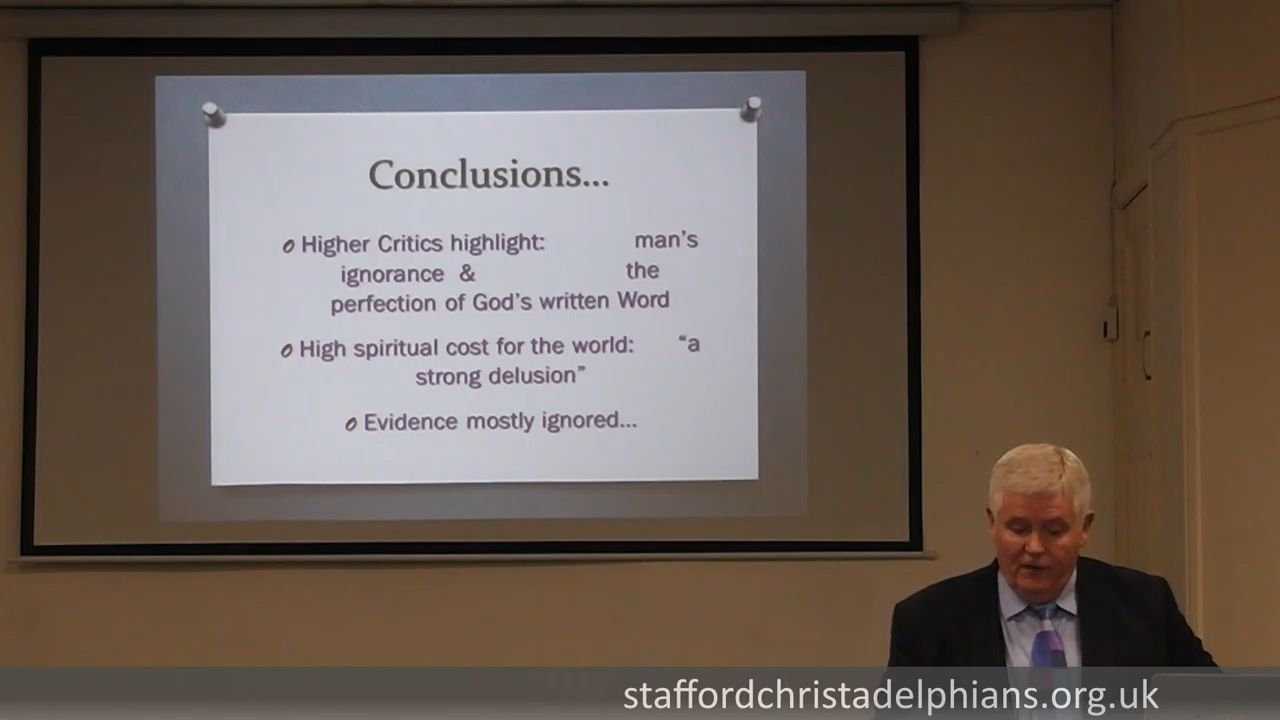 Conclusions...
o Higher Critics highlight: man's
ignorance & the
perfection of God's written Word
o High spiritual cost for the world: “a
strong delusion”
o Evidence mostly ignored...
staffordchristadelphians.org.uk